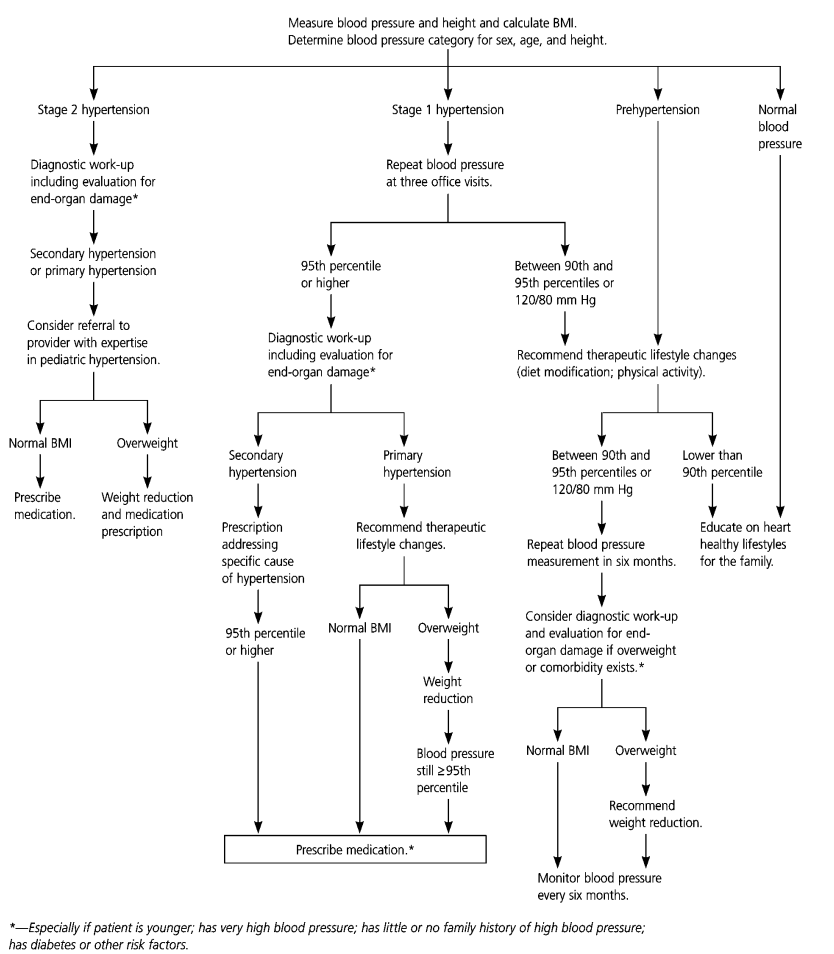 Measure blood pressure and height and calculate BMI.
Determine blood pressure category for sex, age, and height.
Stage 2 hypertension
Diagnostic work-up
including evaluation for
end-organ damage*
Secondary hypertension
or primary hypertension
Consider referral to
provider with expertise
in pediatric hypertension.
Normal BMI
Prescribe
medication.
Overweight
Weight reduction
and medication
prescription
Stage 1 hypertension
Repeat blood pressure
at three office visits.
95th percentile
or higher
Diagnostic work-up
including evaluation for
end-organ damage*
Secondary
hypertension
Prescription
addressing
specific cause
of hypertension
95th percentile
or higher
Primary
hypertension
Recommend therapeutic
lifestyle changes.
Normal BMI
Overweight
Weight
reduction
Blood pressure
still ≥95th
percentile
Prescribe medication.*
Between 90th and
95th percentiles or
120/80 mm Hg
Prehypertension
Recommend therapeutic lifestyle changes
(diet modification; physical activity).
Between 90th and
95th percentiles or
120/80 mm Hg
Repeat blood pressure
measurement in six months.
Consider diagnostic work-up
and evaluation for end-
organ damage if overweight
or comorbidity exists.*
Normal BMI
Overweight
Recommend
weight reduction.
Monitor blood pressure
every six months.
Lower than
90th percentile
Normal
blood
pressure
Educate on heart
healthy lifestyles
for the family.
*—Especially if patient is younger; has very high blood pressure; has little or no family history of high blood pressure;
has diabetes or other risk factors.